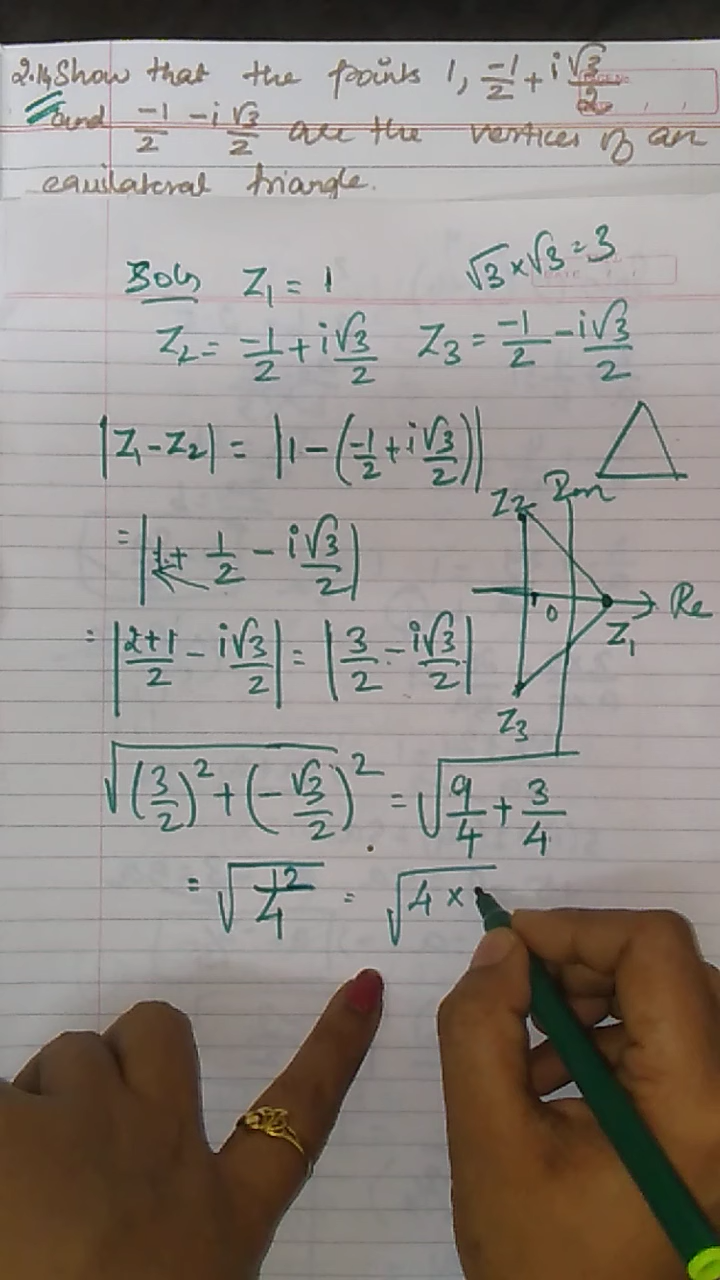 2.14 Show that the points 1, -1/2 + i √3/2
and -1/2 - i √3/2 are the vertices of an
equilateral triangle.
Soln Z₁ = 1 √3 × √3 = 3
Z₂ = -1/2 + i√3/2 Z₃ = -1/2 - i√3/2
|Z₁ - Z₂| = |1 - (-1/2 + i√3/2)|
= |1 + 1/2 - i√3/2|
= |2+1/2 - i√3/2| = |3/2 - i√3/2|
Z₂ Im
0 Z₁ Re
Z₃
√(3/2)² + (-√3/2)² = √9/4 + 3/4
= √12/4 = √4 ×